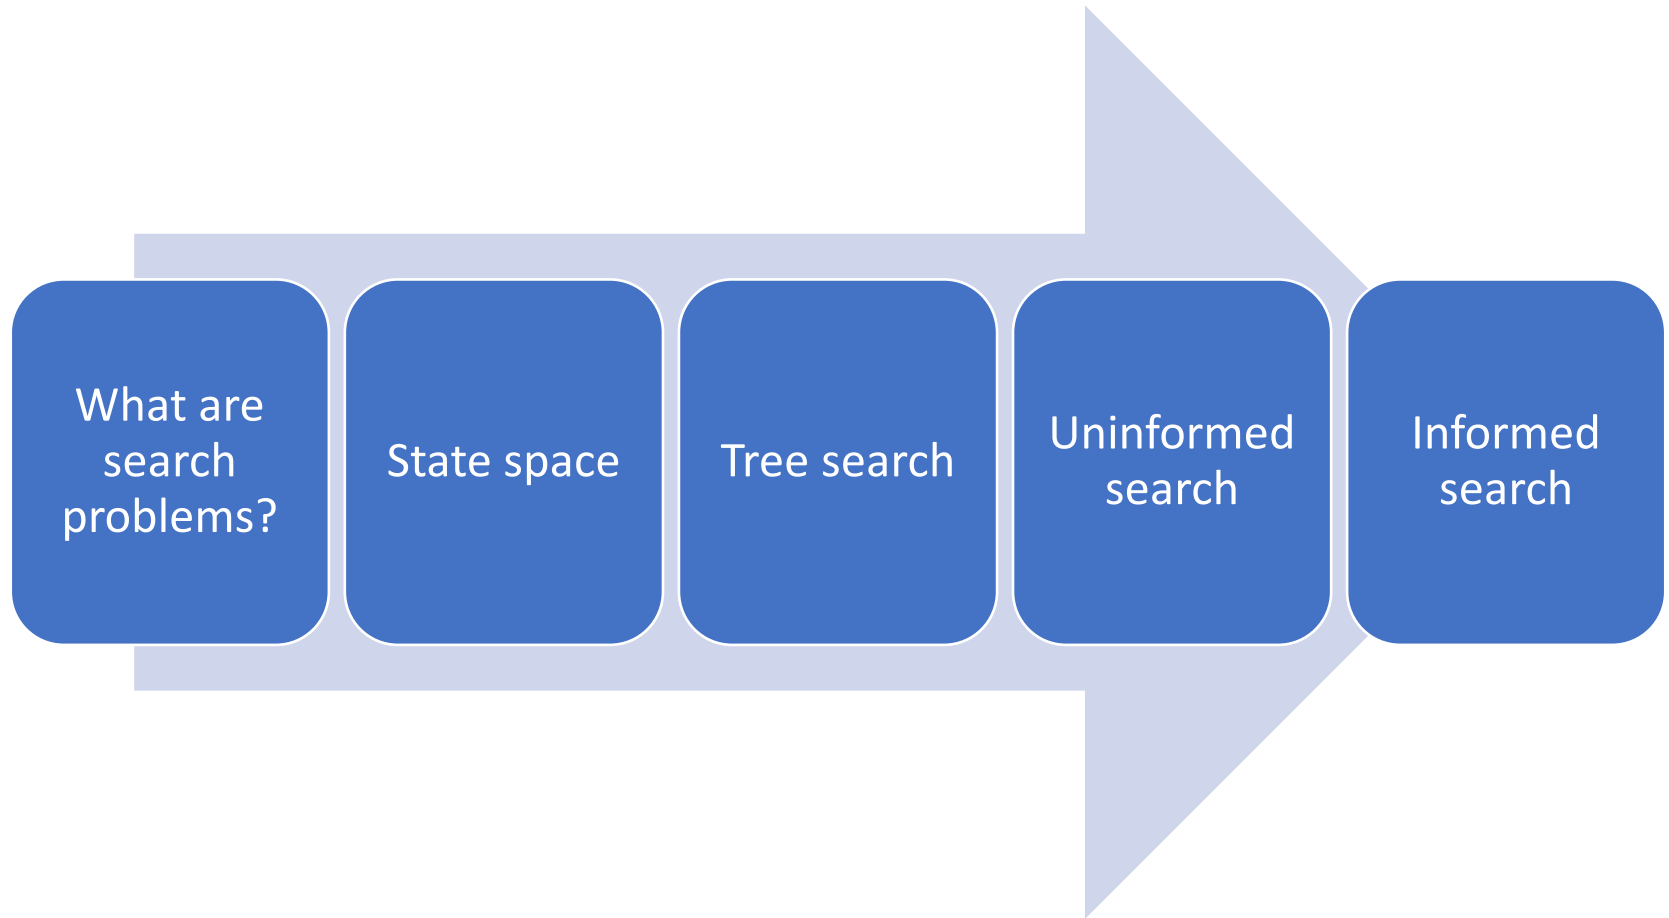 What are
search
problems?
State space
Tree search
Uninformed
search
Informed
search